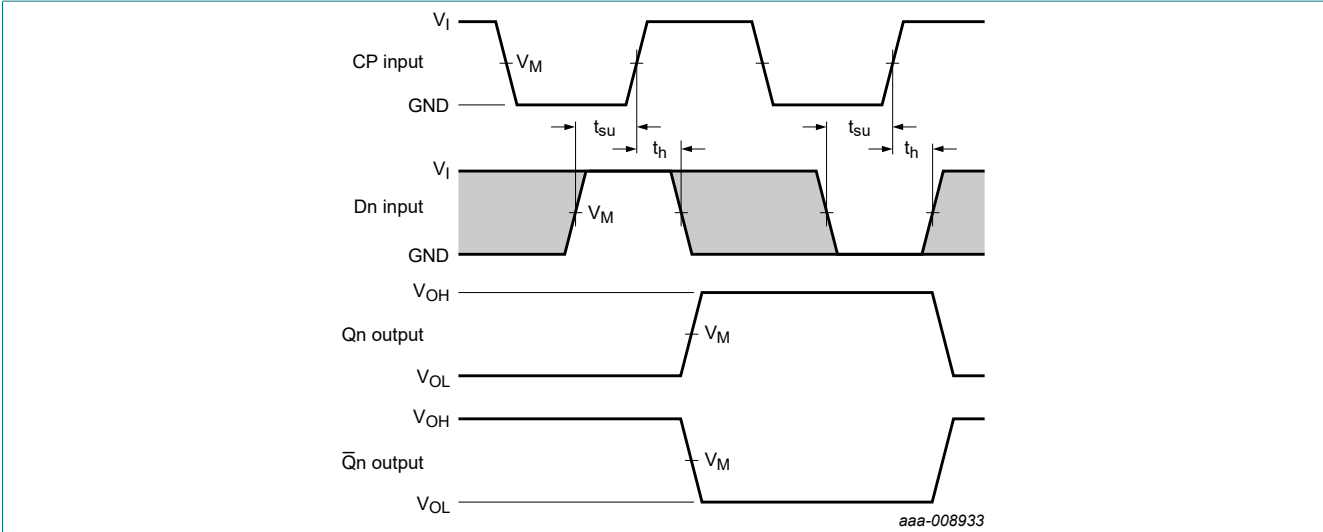 V_I
CP input
V_M
GND
t_su t_su
t_h t_h
V_I
Dn input
V_M
GND
V_OH
Qn output
V_M
V_OL
V_OH
Q̅n output
V_M
V_OL
aaa-008933